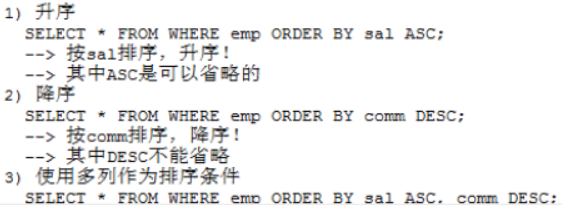 1) 升序
SELECT * FROM WHERE emp ORDER BY sal ASC;
--> 按sal排序，升序！
--> 其中ASC是可以省略的
2) 降序
SELECT * FROM WHERE emp ORDER BY comm DESC;
--> 按comm排序，降序！
--> 其中DESC不能省略
3) 使用多列作为排序条件
SELECT * FROM WHERE emp ORDER BY sal ASC, comm DESC;